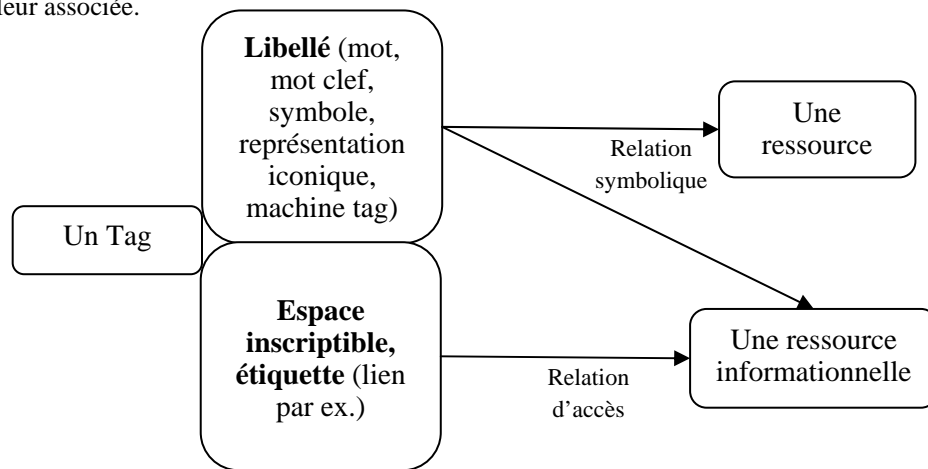 leur associée.
Libellé (mot,
mot clef,
symbole,
représentation
iconique,
machine tag)
Une
ressource
Relation
symbolique
Un Tag
Espace
inscriptible,
étiquette (lien
par ex.)
Relation
d’accès
Une ressource
informationnelle